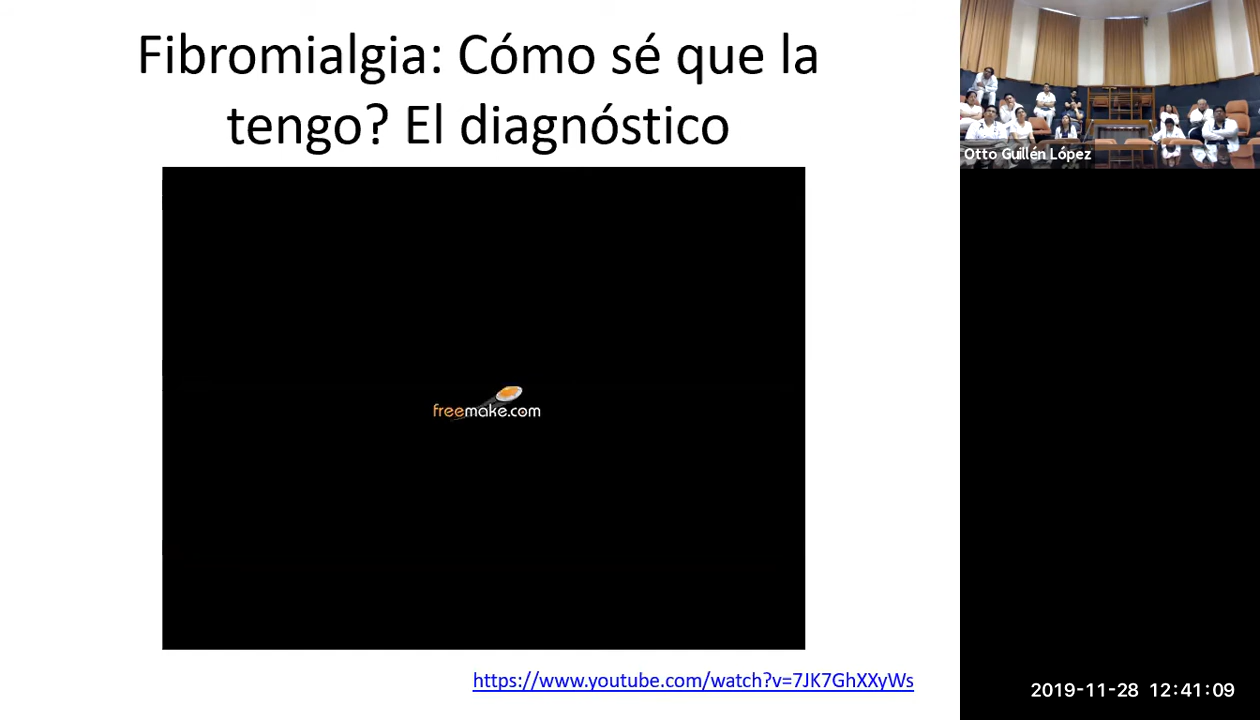 Fibromialgia: Cómo sé que la
tengo? El diagnóstico
freemake.com
https://www.youtube.com/watch?v=7JK7GhXXyWs
Otto Guillén López
2019-11-28 12:41:09